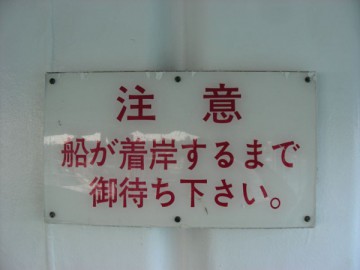 注意
船が着岸するまで
御待ち下さい。